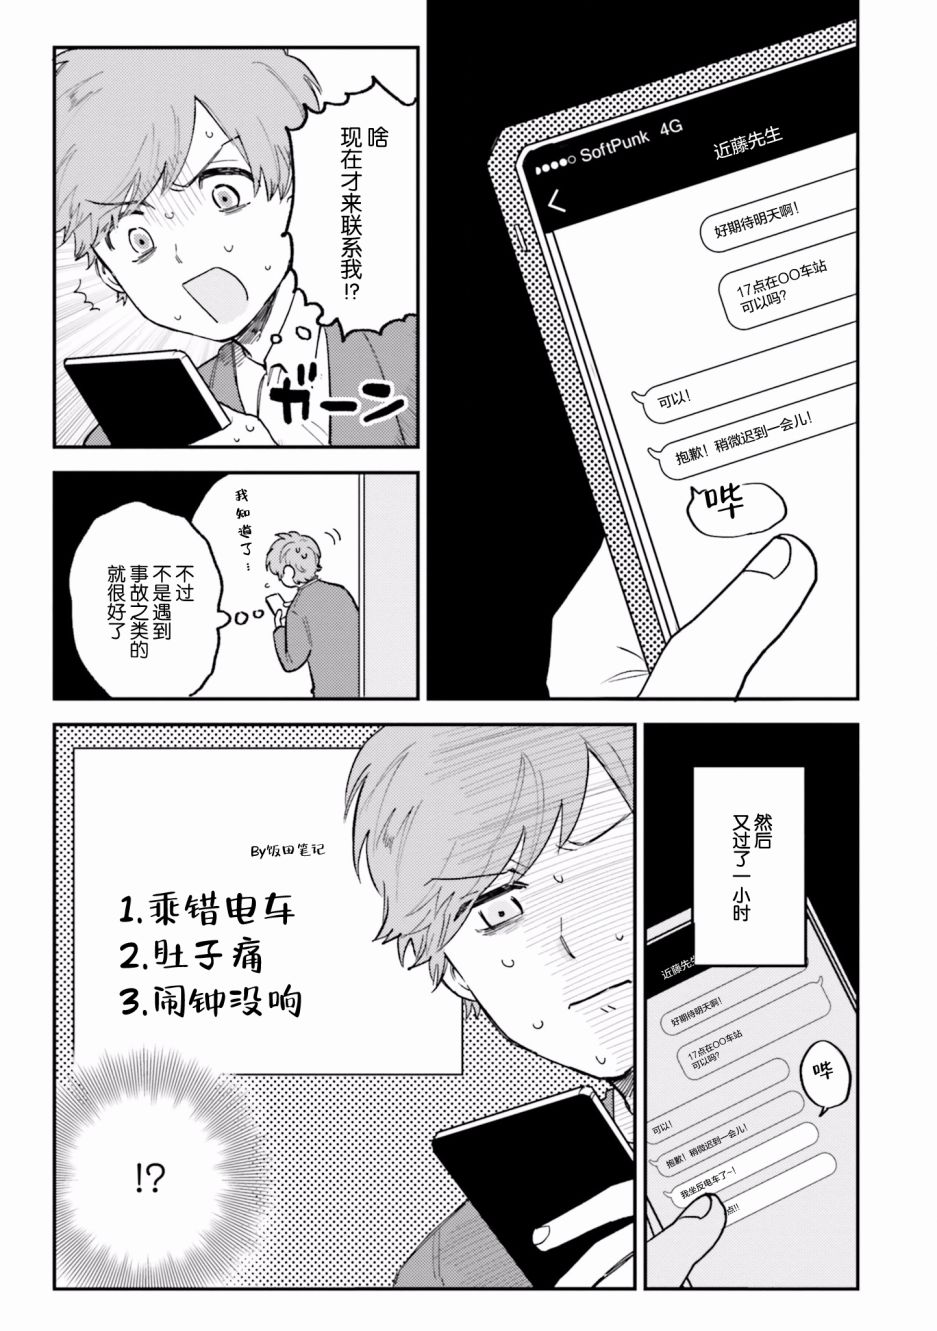 SoftPunk 4G
近藤先生
好期待明天啊！
17点在〇〇车站
可以吗？
可以！
抱歉！稍微迟到一会儿！
哔
啥
现在才来联系我！？
ガーン
我知道了…
不过
不是遇到
事故之类的
就很好了
然后
又过了一小时
近藤先生
好期待明天啊！
17点在〇〇车站
可以吗？
哔
可以！
抱歉！稍微迟到一会儿！
我坐反电车了~！
点!!
By饭田笔记
1.乘错电车
2.肚子痛
3.闹钟没响
!?